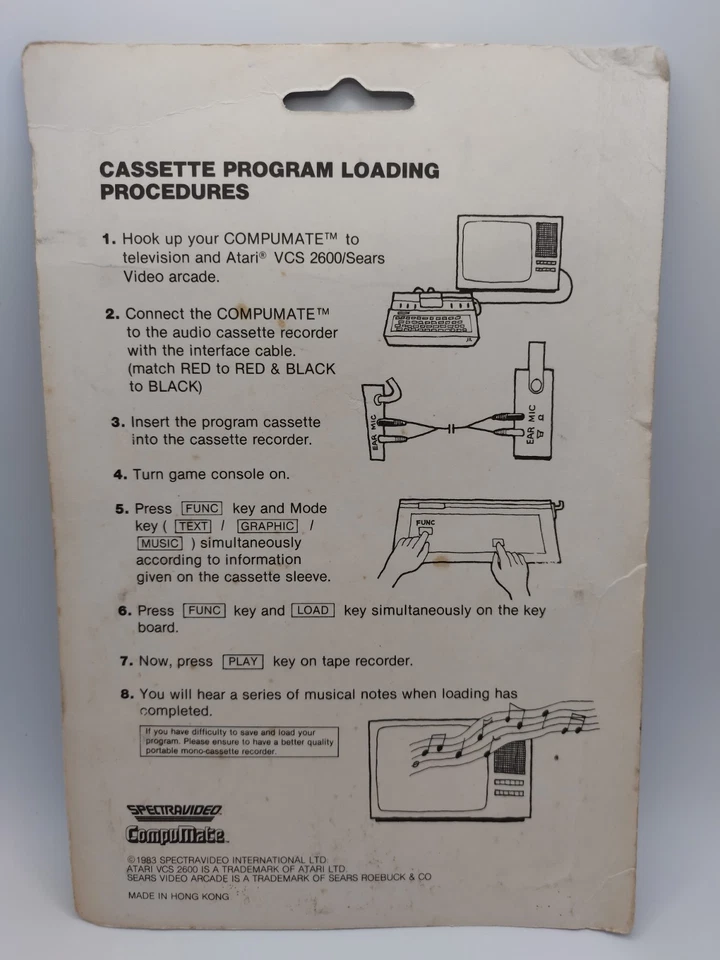 CASSETTE PROGRAM LOADING
PROCEDURES
1. Hook up your COMPUMATE™ to
television and Atari® VCS 2600/Sears
Video arcade.
2. Connect the COMPUMATE™
to the audio cassette recorder
with the interface cable.
(match RED to RED & BLACK
to BLACK)
EAR MIC
EAR MIC
3. Insert the program cassette
into the cassette recorder.
4. Turn game console on.
5. Press FUNC key and Mode
key ( TEXT / GRAPHIC /
MUSIC ) simultaneously
according to information
given on the cassette sleeve.
FUNC
6. Press FUNC key and LOAD key simultaneously on the key
board.
7. Now, press PLAY key on tape recorder.
8. You will hear a series of musical notes when loading has
completed.
If you have difficulty to save and load your
program. Please ensure to have a better quality
portable mono-cassette recorder.
SPECTRAVIDEO
CompuMate™
©1983 SPECTRAVIDEO INTERNATIONAL LTD.
ATARI VCS 2600 IS A TRADEMARK OF ATARI LTD.
SEARS VIDEO ARCADE IS A TRADEMARK OF SEARS ROEBUCK & CO
MADE IN HONG KONG